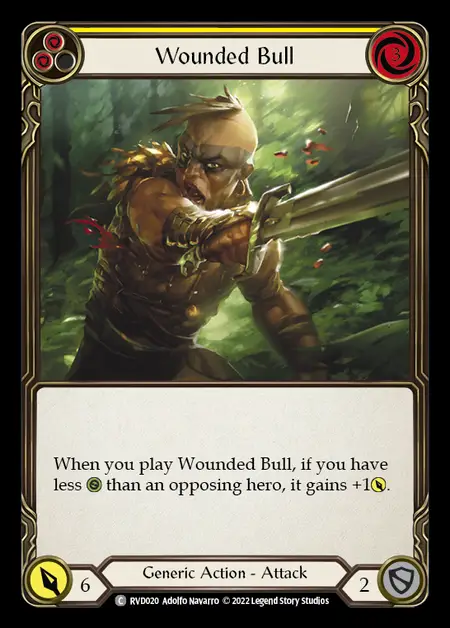 Wounded Bull
3
When you play Wounded Bull, if you have
less than an opposing hero, it gains +1.
6
Generic Action - Attack
2
C RVD020 Adolfo Navarro © 2022 Legend Story Studios